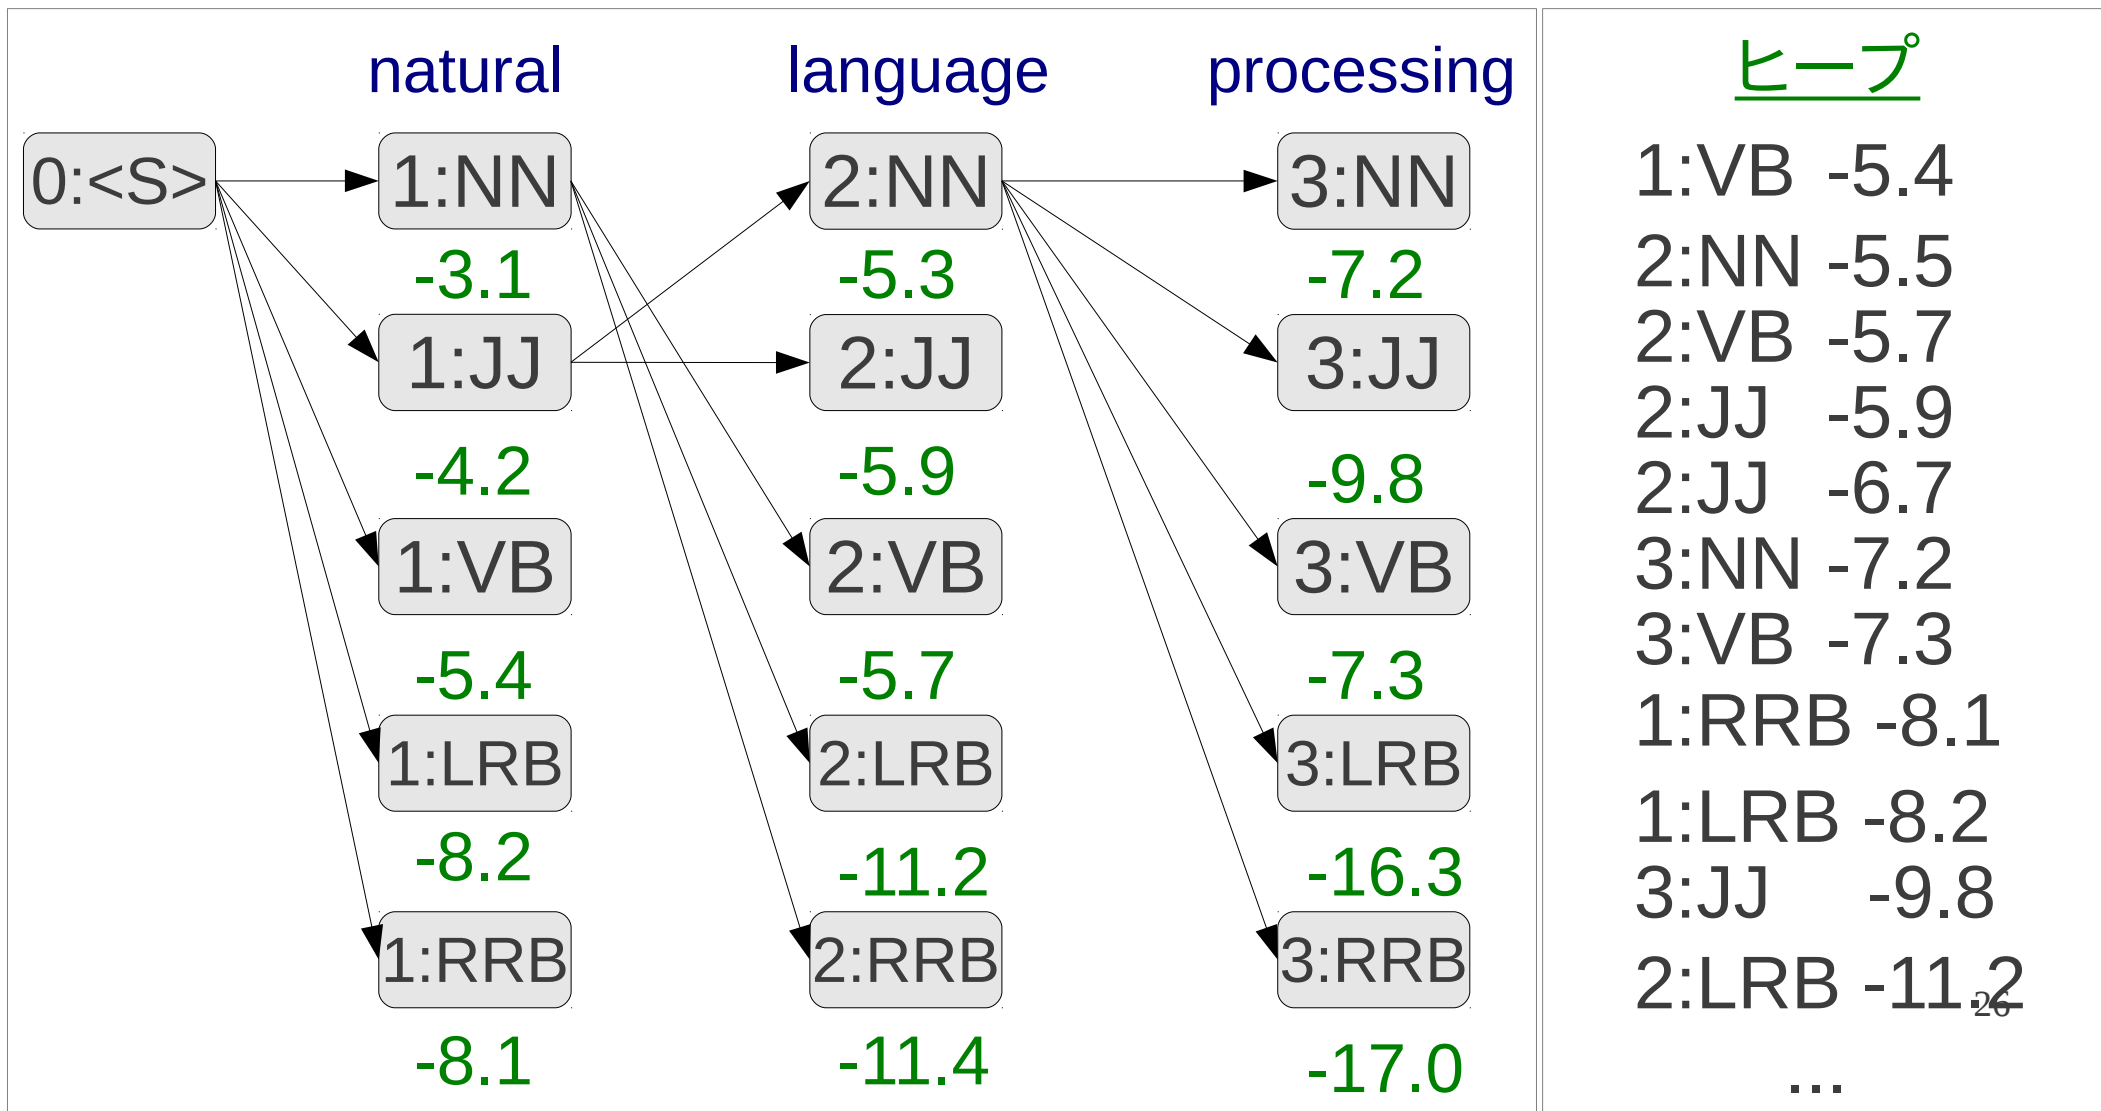 natural language processing
0:<S> 1:NN 2:NN 3:NN
-3.1 -5.3 -7.2
1:JJ 2:JJ 3:JJ
-4.2 -5.9 -9.8
1:VB 2:VB 3:VB
-5.4 -5.7 -7.3
1:LRB 2:LRB 3:LRB
-8.2 -11.2 -16.3
1:RRB 2:RRB 3:RRB
-8.1 -11.4 -17.0
ヒープ
1:VB -5.4
2:NN -5.5
2:VB -5.7
2:JJ -5.9
2:JJ -6.7
3:NN -7.2
3:VB -7.3
1:RRB -8.1
1:LRB -8.2
3:JJ -9.8
2:LRB -11.2
26
...